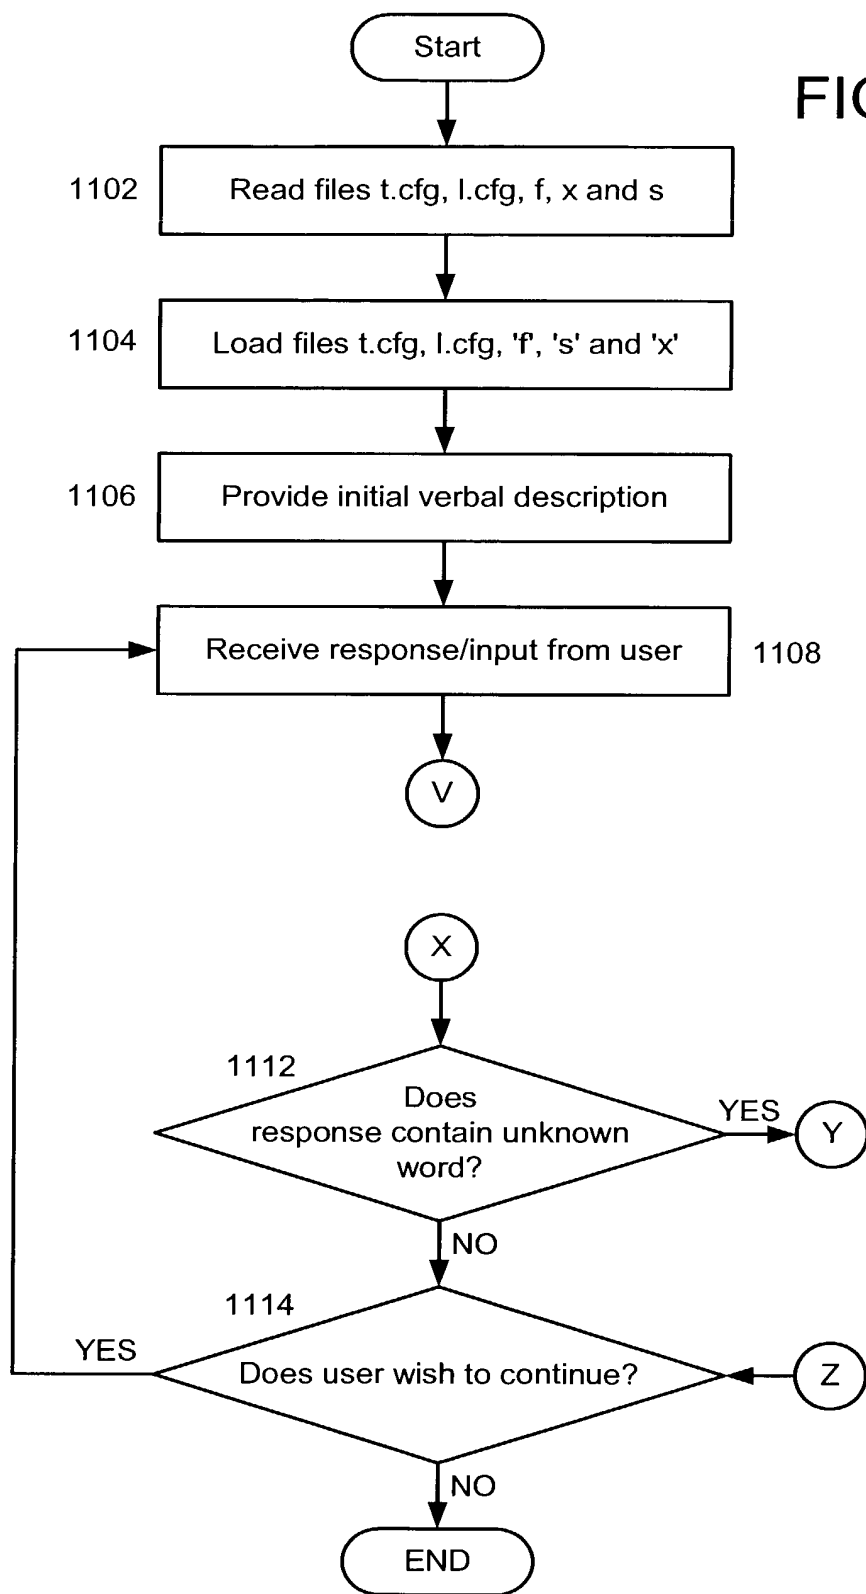 Start
FIG
1102
Read files t.cfg, l.cfg, f, x and s
1104
Load files t.cfg, l.cfg, 'f', 's' and 'x'
1106
Provide initial verbal description
Receive response/input from user
1108
V
X
1112
Does
response contain unknown
word?
YES
Y
NO
1114
YES
Does user wish to continue?
Z
NO
END